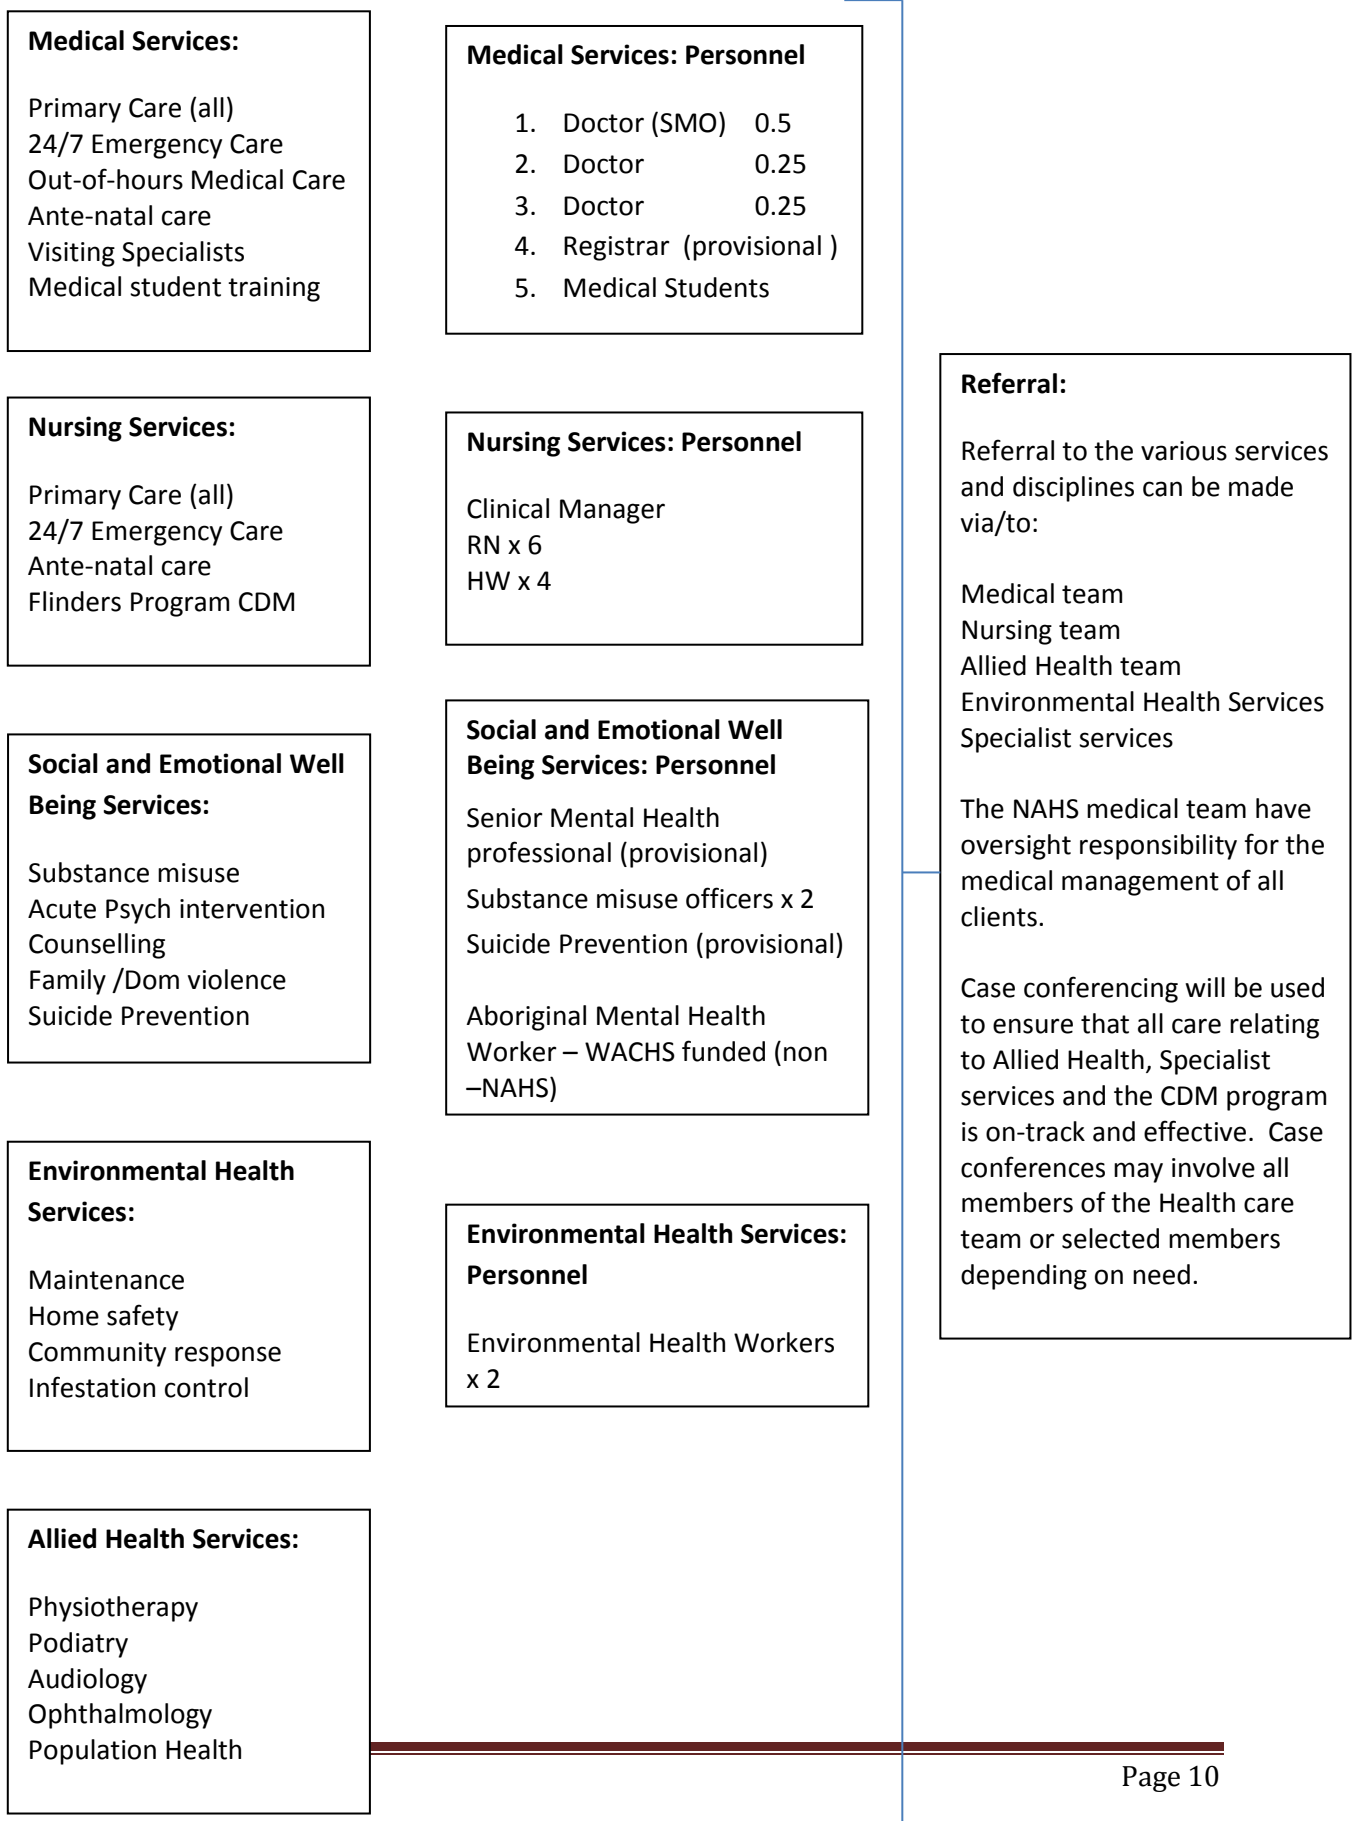 Medical Services:
Primary Care (all)
24/7 Emergency Care
Out-of-hours Medical Care
Ante-natal care
Visiting Specialists
Medical student training
Medical Services: Personnel
1. Doctor (SMO) 0.5
2. Doctor 0.25
3. Doctor 0.25
4. Registrar (provisional )
5. Medical Students
Nursing Services:
Primary Care (all)
24/7 Emergency Care
Ante-natal care
Flinders Program CDM
Nursing Services: Personnel
Clinical Manager
RN x 6
HW x 4
Social and Emotional Well
Being Services:
Substance misuse
Acute Psych intervention
Counselling
Family /Dom violence
Suicide Prevention
Social and Emotional Well
Being Services: Personnel
Senior Mental Health
professional (provisional)
Substance misuse officers x 2
Suicide Prevention (provisional)
Aboriginal Mental Health
Worker – WACHS funded (non
–NAHS)
Environmental Health
Services:
Maintenance
Home safety
Community response
Infestation control
Environmental Health Services:
Personnel
Environmental Health Workers
x 2
Allied Health Services:
Physiotherapy
Podiatry
Audiology
Ophthalmology
Population Health
Referral:
Referral to the various services
and disciplines can be made
via/to:
Medical team
Nursing team
Allied Health team
Environmental Health Services
Specialist services
The NAHS medical team have
oversight responsibility for the
medical management of all
clients.
Case conferencing will be used
to ensure that all care relating
to Allied Health, Specialist
services and the CDM program
is on-track and effective.  Case
conferences may involve all
members of the Health care
team or selected members
depending on need.
Page 10